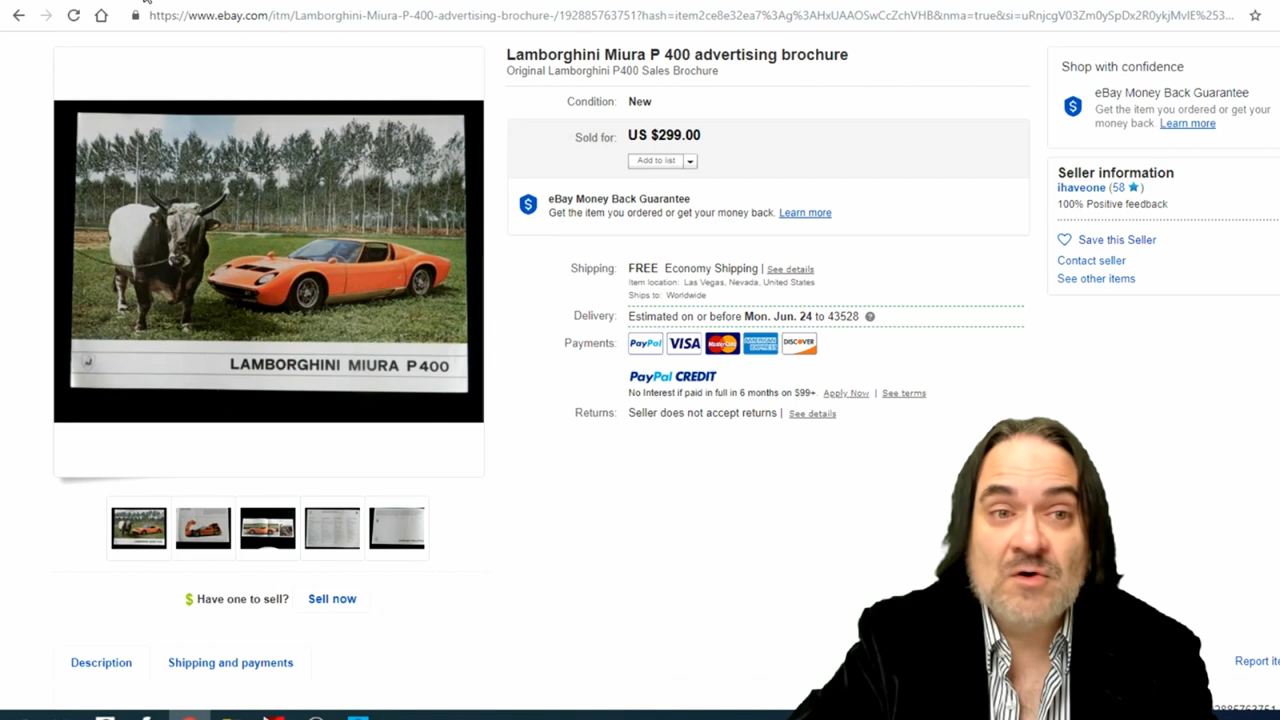 https://www.ebay.com/itm/Lamborghini-Miura-P-400-advertising-brochure-/192885763751?hash=item2ce8e32ea7%3Ag%3AHxUAAOSwCcZchVHB&nma=true&si=uRnjcgV03Zm0ySpDx2R0ykjMvIE%253...
Lamborghini Miura P 400 advertising brochure
Original Lamborghini P400 Sales Brochure
Condition: New
Sold for: US $299.00
Add to list
eBay Money Back Guarantee
Get the item you ordered or get your money back. Learn more
Shipping: FREE Economy Shipping | See details
Item location: Las Vegas, Nevada, United States
Ships to: Worldwide
Delivery: Estimated on or before Mon. Jun. 24 to 43528
Payments: PayPal VISA MasterCard AMERICAN EXPRESS DISCOVER
PayPal CREDIT
No Interest if paid in full in 6 months on $99+. Apply Now | See terms
Returns: Seller does not accept returns | See details
Shop with confidence
eBay Money Back Guarantee
Get the item you ordered or get your
money back. Learn more
Seller information
ihaveone (58 )
100% Positive feedback
Save this Seller
Contact seller
See other items
LAMBORGHINI MIURA P400
$ Have one to sell? Sell now
Description
Shipping and payments
Report ite